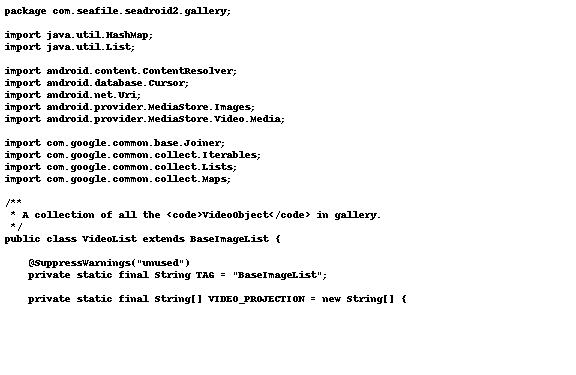 package com.seafile.seadroid2.gallery;

import java.util.HashMap;
import java.util.List;

import android.content.ContentResolver;
import android.database.Cursor;
import android.net.Uri;
import android.provider.MediaStore.Images;
import android.provider.MediaStore.Video.Media;

import com.google.common.base.Joiner;
import com.google.common.collect.Iterables;
import com.google.common.collect.Lists;
import com.google.common.collect.Maps;

/**
 * A collection of all the <code>VideoObject</code> in gallery.
 */
public class VideoList extends BaseImageList {

    @SuppressWarnings("unused")
    private static final String TAG = "BaseImageList";

    private static final String[] VIDEO_PROJECTION = new String[] {